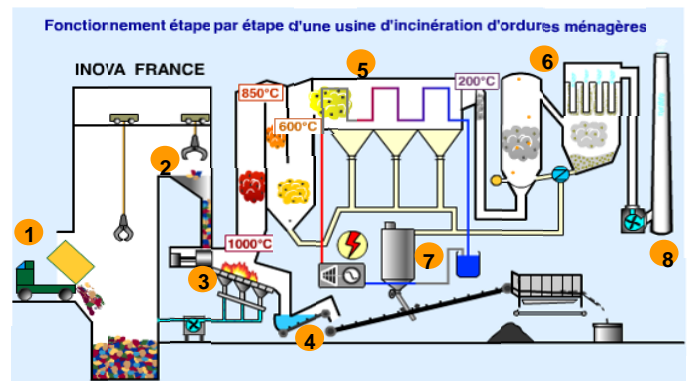 Fonctionnement étape par étape d'une usine d'incinération d'ordures ménagères
INOVA FRANCE
5
6
850°C
200°C
600°C
2
1
1000°C
7
8
3
4